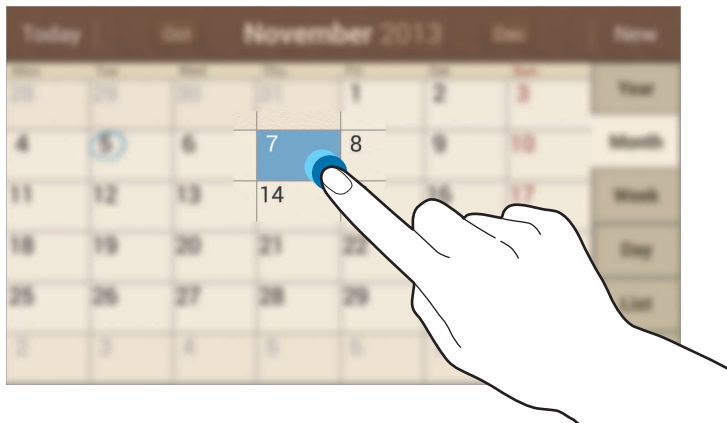 Today Oct November 2013 Dec New
Mon Tue Wed Thu Fri Sat Sun
28 29 30 31 1 2 3 Year
4 5 6 7 8 9 10 Month
11 12 13 14 16 17 Week
18 19 20 21 22 Day
25 26 27 28 29 List
2 3 4 5 6